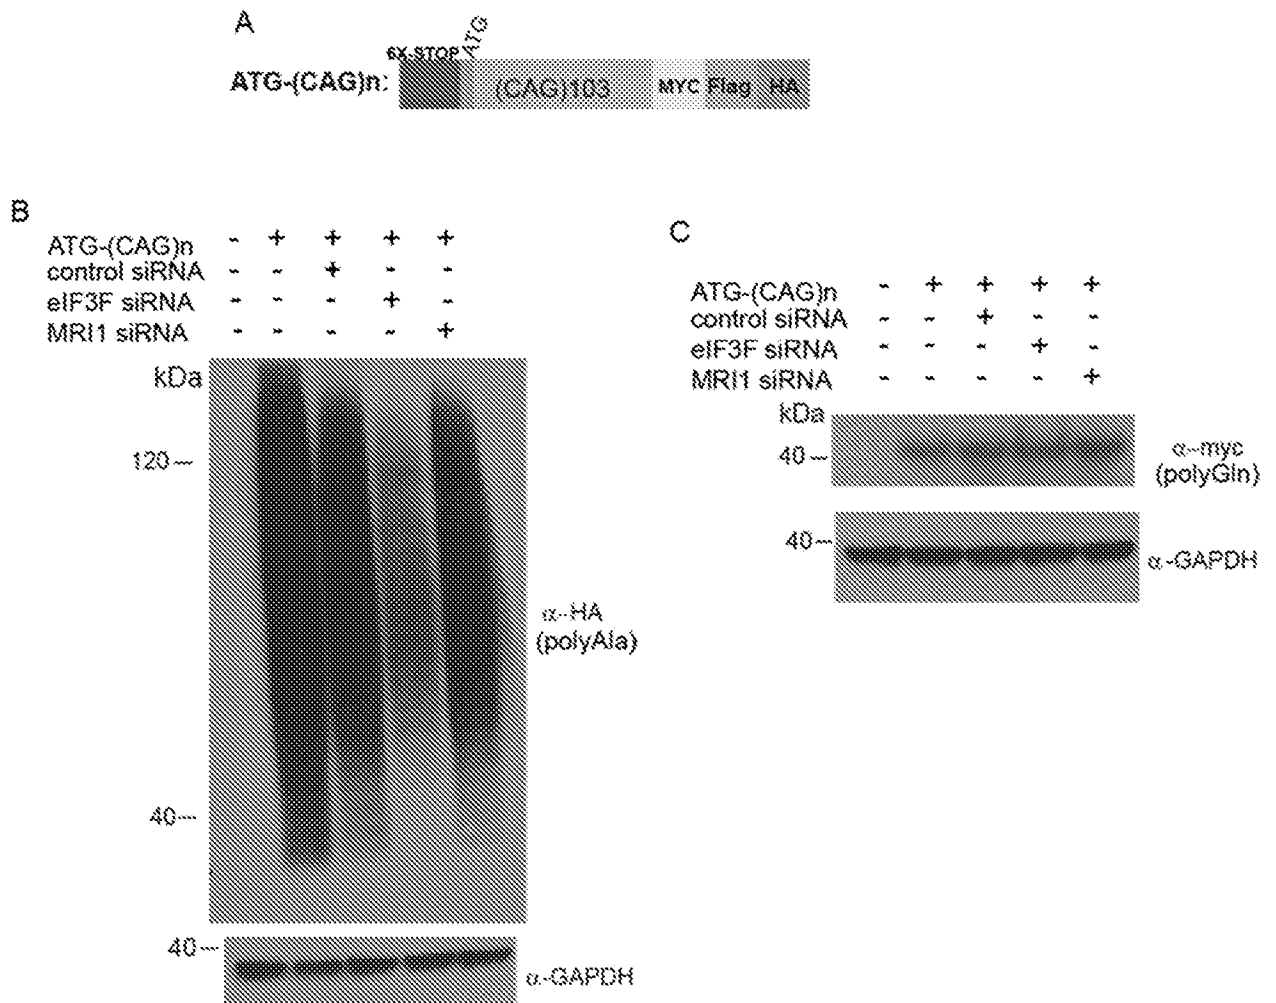 A
6X-STOP ATG
ATG-(CAG)n: (CAG)103 MYC Flag HA
B
ATG-(CAG)n - + + + +
control siRNA - - + - -
eIF3F siRNA - - - + -
MRI1 siRNA - - - - +
kDa
120
40
α-HA
(polyAla)
40
α-GAPDH
C
ATG-(CAG)n - + + + +
control siRNA - - + - -
eIF3F siRNA - - - + -
MRI1 siRNA - - - - +
kDa
40
α-myc
(polyGln)
40
α-GAPDH